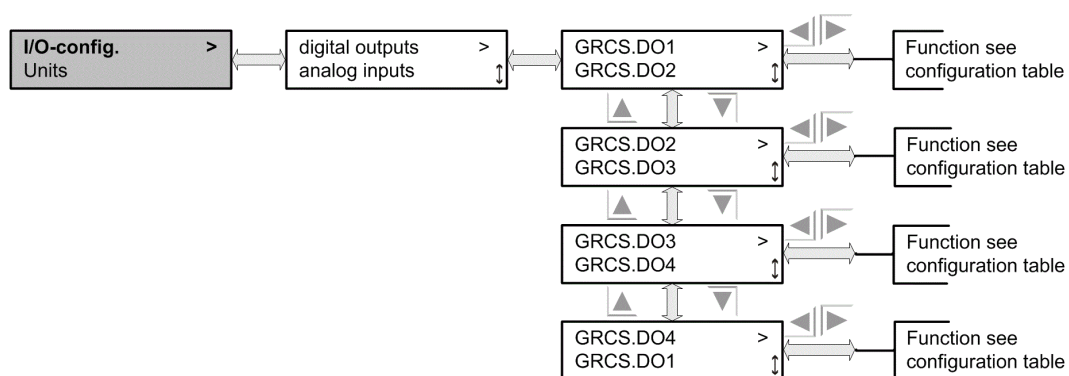 I/O-config. >
Units
digital outputs >
analog inputs
GRCS.DO1 >
GRCS.DO2
Function see
configuration table
GRCS.DO2 >
GRCS.DO3
Function see
configuration table
GRCS.DO3 >
GRCS.DO4
Function see
configuration table
GRCS.DO4 >
GRCS.DO1
Function see
configuration table